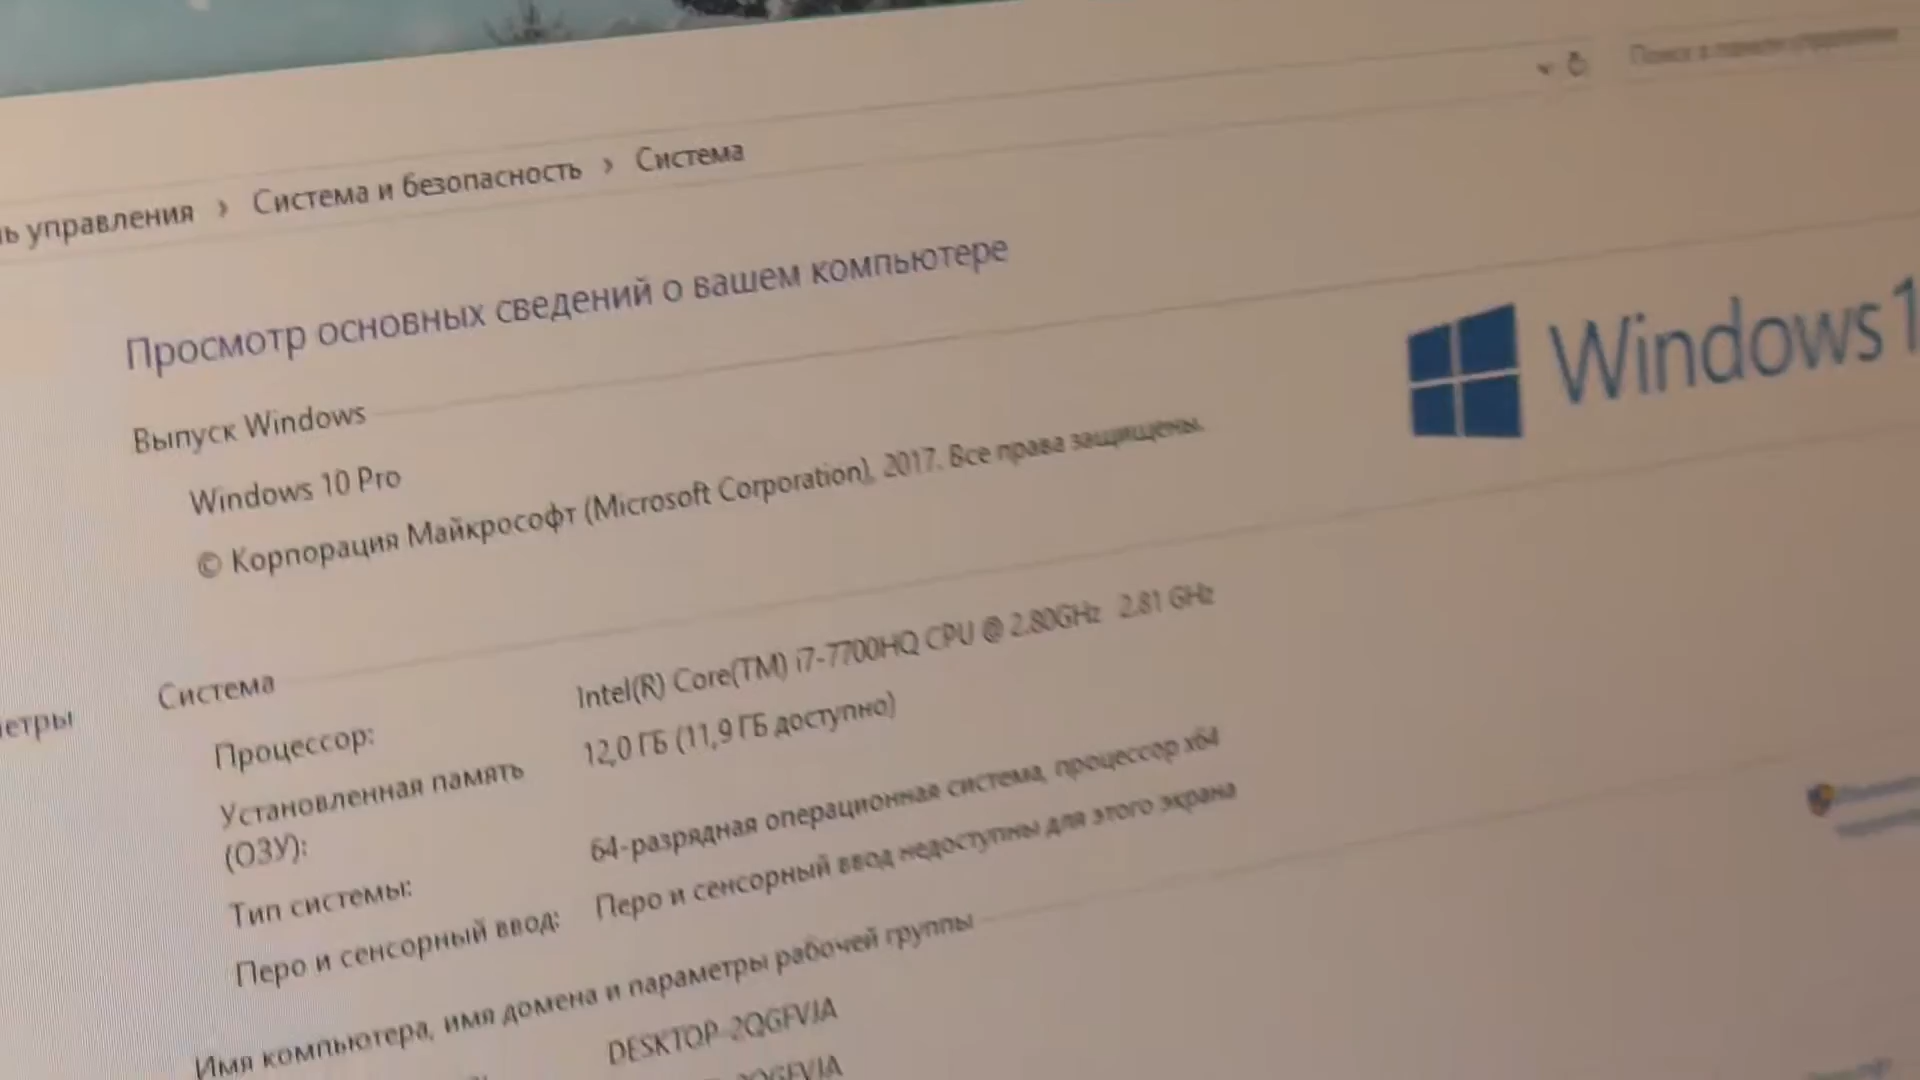 ь управления › Система и безопасность › Система
Просмотр основных сведений о вашем компьютере
Выпуск Windows
Windows 10 Pro
© Корпорация Майкрософт (Microsoft Corporation), 2017. Все права защищены.
Windows 1
Система
Процессор: Intel(R) Core(TM) i7-7700HQ CPU @ 2.80GHz 2.81 GHz
Установленная память (ОЗУ): 12,0 ГБ (11,9 ГБ доступно)
Тип системы: 64-разрядная операционная система, процессор x64
Перо и сенсорный ввод: Перо и сенсорный ввод недоступны для этого экрана
етры
Имя компьютера, имя домена и параметры рабочей группы
DESKTOP-2QGFVJA
2QGFVJA